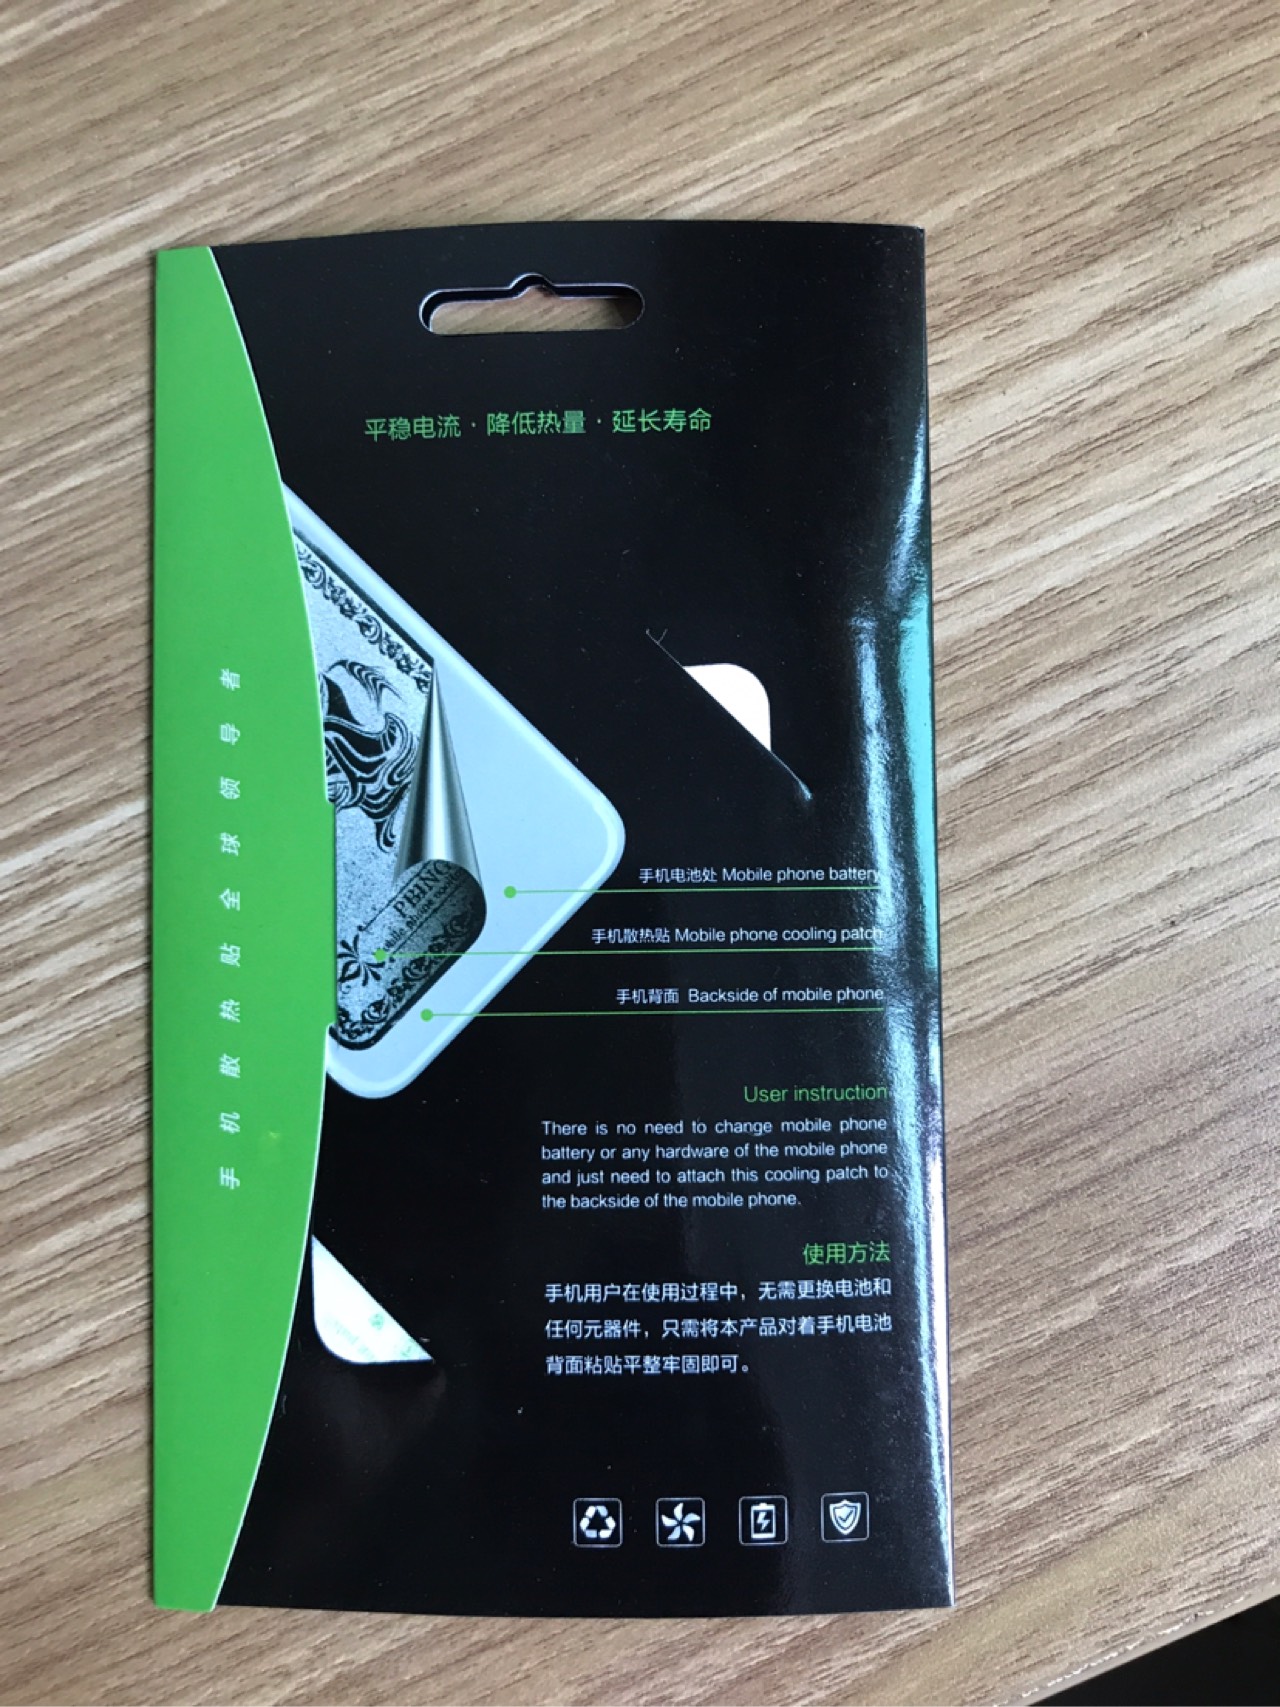 平稳电流·降低热量·延长寿命
手机散热贴全球领导者
手机电池处 Mobile phone battery
手机散热贴 Mobile phone cooling patch
手机背面 Backside of mobile phone
User instruction
There is no need to change mobile phone
battery or any hardware of the mobile phone
and just need to attach this cooling patch to
the backside of the mobile phone.
使用方法
手机用户在使用过程中，无需更换电池和
任何元器件，只需将本产品对着手机电池
背面粘贴平整牢固即可。